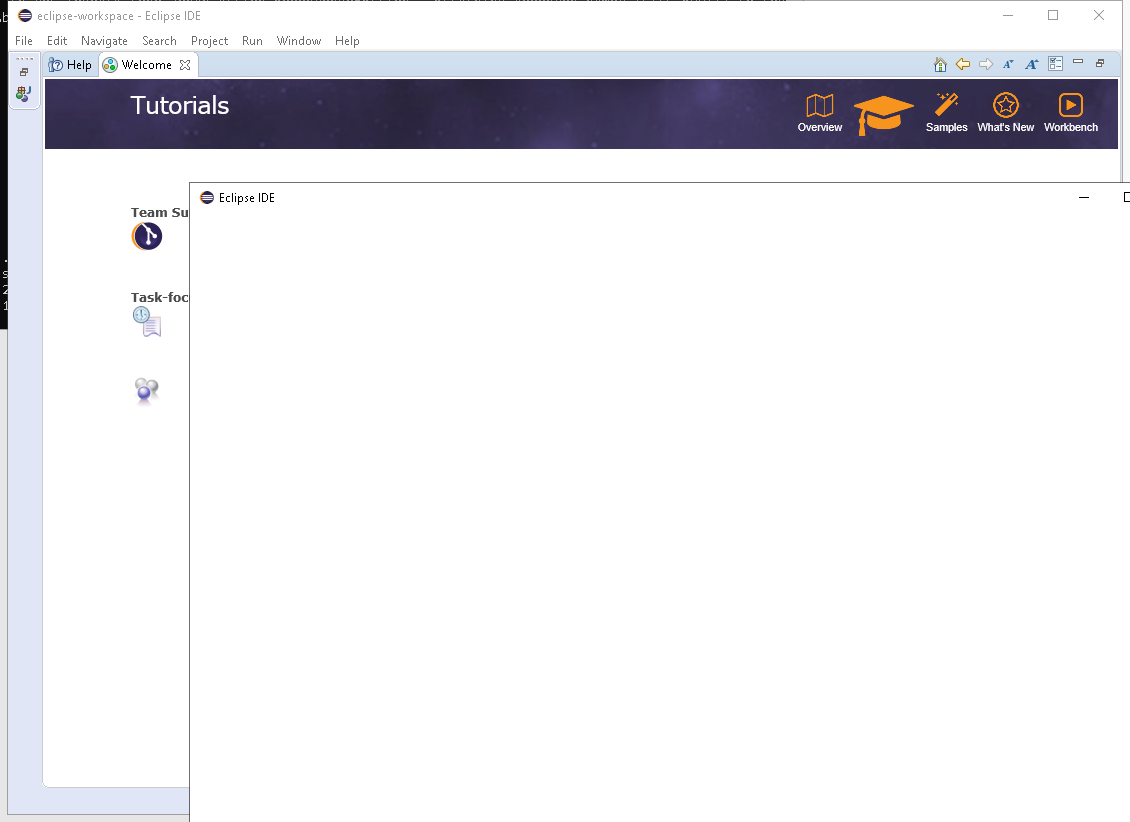 eclipse-workspace - Eclipse IDE
File Edit Navigate Search Project Run Window Help
Help Welcome
Tutorials
Overview Samples What's New Workbench
Team Su
Eclipse IDE
Task-foc